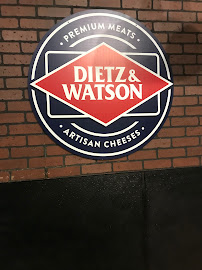 • PREMIUM MEATS •
DIETZ &
WATSON
• ARTISAN CHEESES •